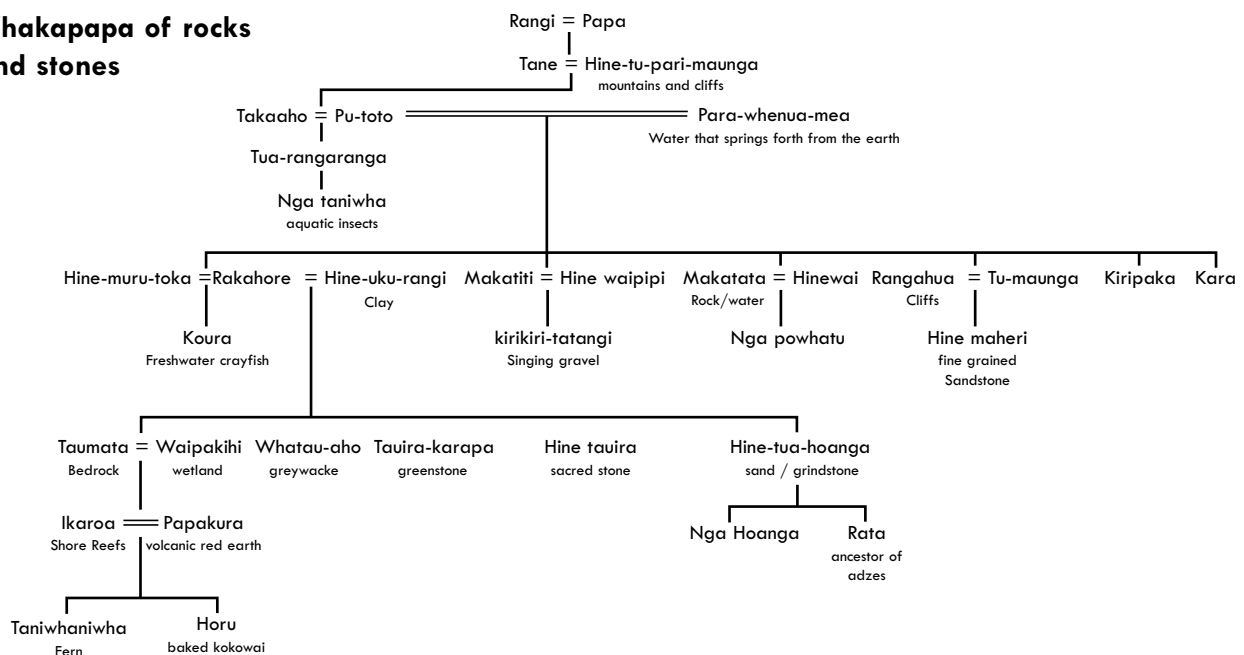 hakapapa of rocks
nd stones
Rangi = Papa
Tane = Hine-tu-pari-maunga
mountains and cliffs
Takaaho = Pu-toto Para-whenua-mea
Water that springs forth from the earth
Tua-rangaranga
Nga taniwha
aquatic insects
Hine-muru-toka =Rakahore = Hine-uku-rangi Makatiti = Hine waipipi Makatata = Hinewai Rangahua = Tu-maunga Kiripaka Kara
Clay Rock/water Cliffs
Koura kirikiri-tatangi Nga powhatu Hine maheri
Freshwater crayfish Singing gravel fine grained
Sandstone
Taumata = Waipakihi Whatau-aho Tauira-karapa Hine tauira Hine-tua-hoanga
Bedrock wetland greywacke greenstone sacred stone sand / grindstone
Ikaroa Papakura Nga Hoanga Rata
Shore Reefs volcanic red earth ancestor of
adzes
Taniwhaniwha Horu
Fern baked kokowai